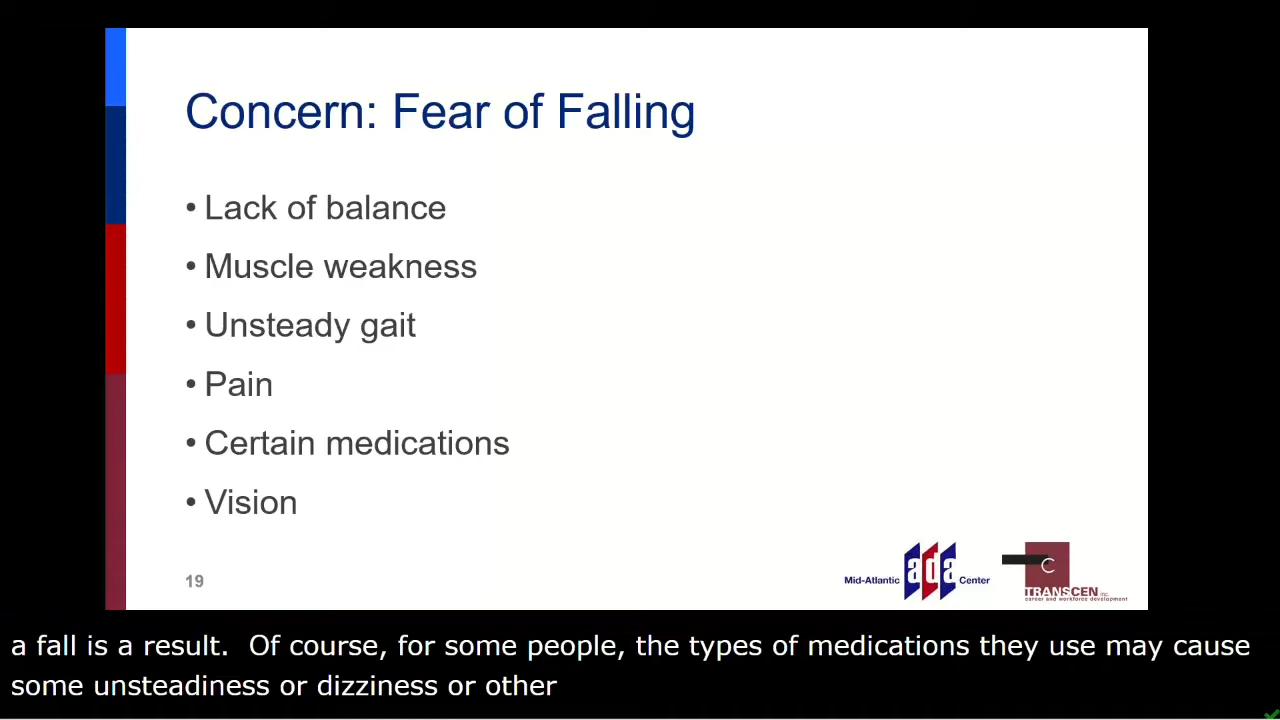 Concern: Fear of Falling
• Lack of balance
• Muscle weakness
• Unsteady gait
• Pain
• Certain medications
• Vision
19
Mid-Atlantic ada Center
C
TRANSCEN inc.
career and workforce development
a fall is a result.  Of course, for some people, the types of medications they use may cause
some unsteadiness or dizziness or other